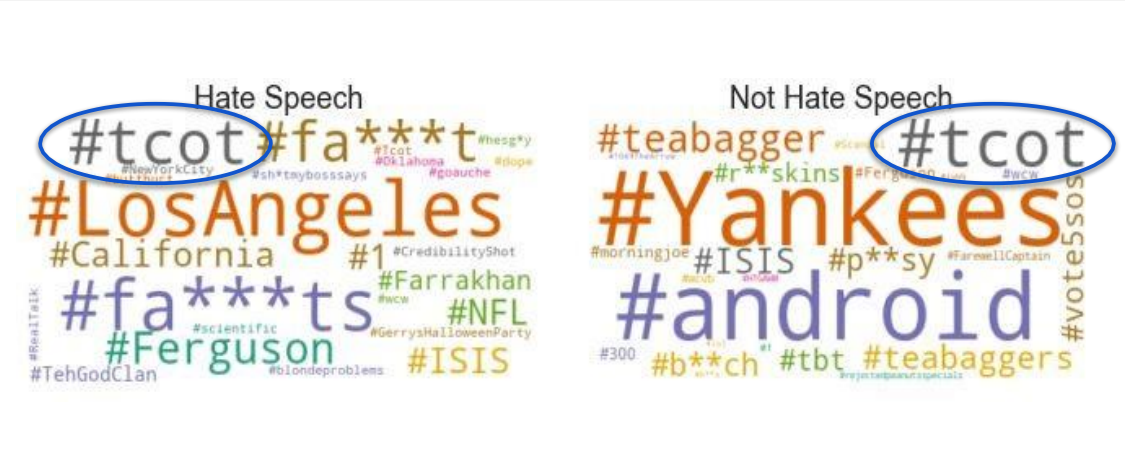 Hate Speech
#tcot
#fa***t
#hesg*y
#Tcot
#NewYorkCity
#Oklahoma
#dope
#butthurt
#sh*tmybosssays
#goauche
#LosAngeles
#California
#1
#CredibilityShot
#fa***ts
#Farrakhan
#wcw
#NFL
#RealTalk
#scientific
#GerrysHalloweenParty
#Ferguson
#ISIS
#TehGodClan
#blondeproblems
Not Hate Speech
#teabagger
#tcot
#r**skins
#Ferguson
#wcw
#Yankees
#morningjoe
#ISIS
#p**sy
#FarewellCaptain
#android
#vote5sos
#300
#b**ch
#tbt
#teabaggers
#rejectedpeanutsspecials